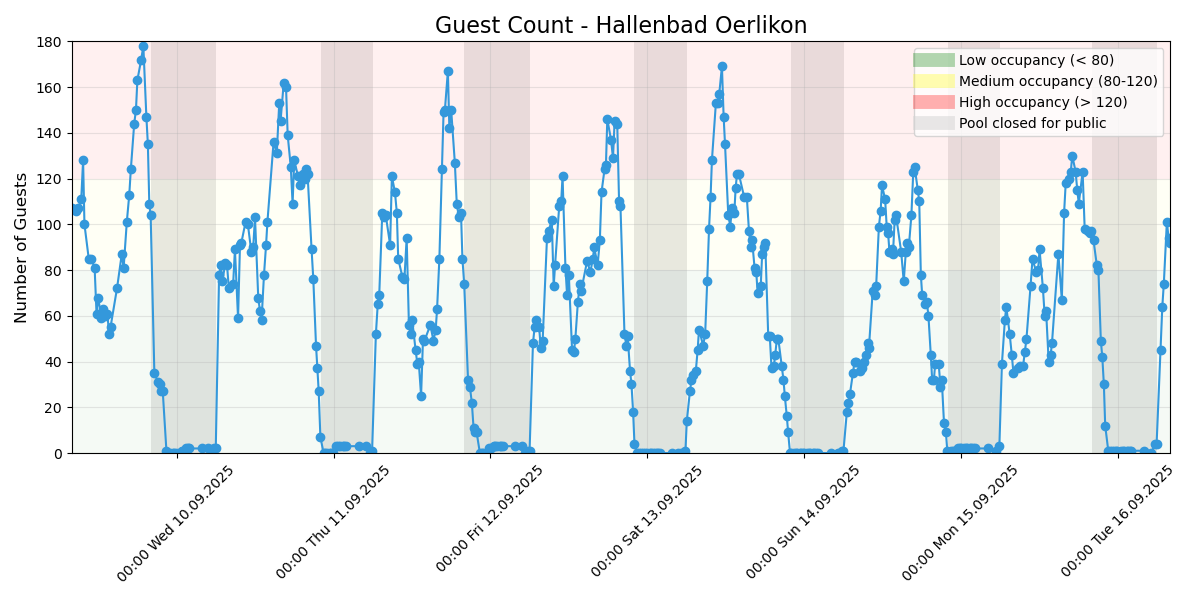 Guest Count - Hallenbad Oerlikon
Number of Guests
180
160
140
120
100
80
60
40
20
0
Low occupancy (< 80)
Medium occupancy (80-120)
High occupancy (> 120)
Pool closed for public
00:00 Wed 10.09.2025
00:00 Thu 11.09.2025
00:00 Fri 12.09.2025
00:00 Sat 13.09.2025
00:00 Sun 14.09.2025
00:00 Mon 15.09.2025
00:00 Tue 16.09.2025